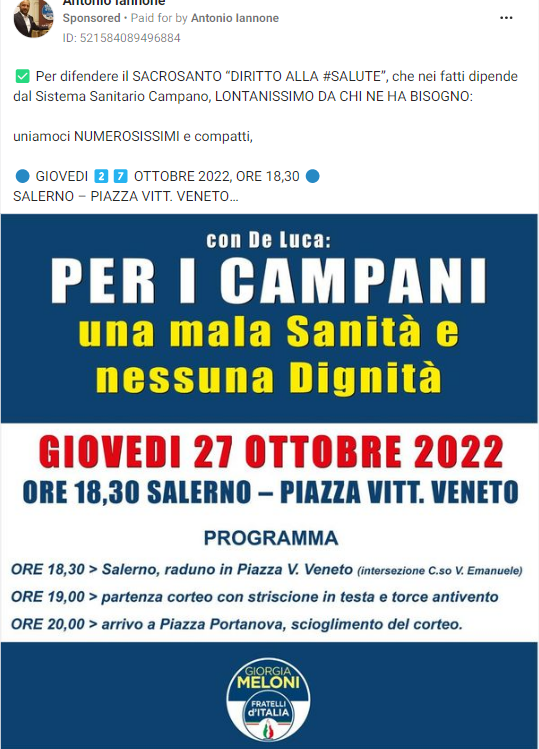 Antonio Iannone
Sponsored • Paid for by Antonio Iannone
ID: 521584089496884
✅ Per difendere il SACROSANTO “DIRITTO ALLA #SALUTE”, che nei fatti dipende
dal Sistema Sanitario Campano, LONTANISSIMO DA CHI NE HA BISOGNO:
uniamoci NUMEROSISSIMI e compatti,
🔵 GIOVEDI 2️⃣ 7️⃣ OTTOBRE 2022, ORE 18,30 🔵
SALERNO – PIAZZA VITT. VENETO...
con De Luca:
PER I CAMPANI
una mala Sanità e
nessuna Dignità
GIOVEDI 27 OTTOBRE 2022
ORE 18,30 SALERNO – PIAZZA VITT. VENETO
PROGRAMMA
ORE 18,30 > Salerno, raduno in Piazza V. Veneto (intersezione C.so V. Emanuele)
ORE 19,00 > partenza corteo con striscione in testa e torce antivento
ORE 20,00 > arrivo a Piazza Portanova, scioglimento del corteo.
GIORGIA
MELONI
FRATELLI
d'ITALIA